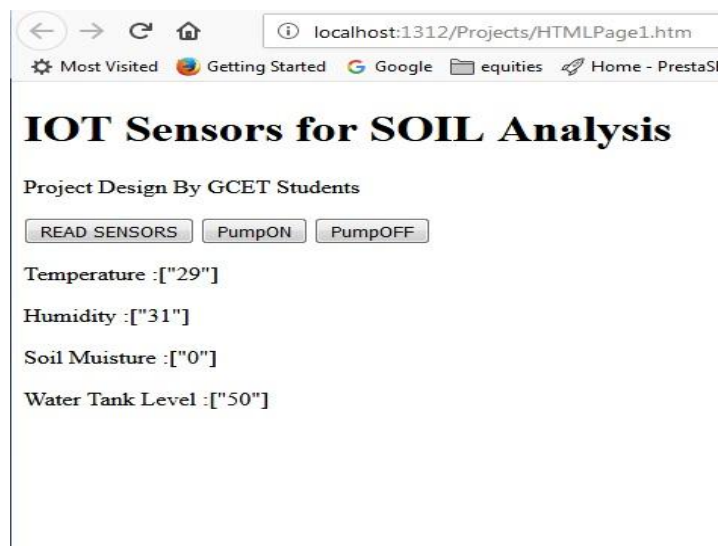 localhost:1312/Projects/HTMLPage1.htm
Most Visited Getting Started G Google equities Home - PrestaSh
IOT Sensors for SOIL Analysis
Project Design By GCET Students
READ SENSORS PumpON PumpOFF
Temperature :["29"]
Humidity :["31"]
Soil Muisture :["0"]
Water Tank Level :["50"]